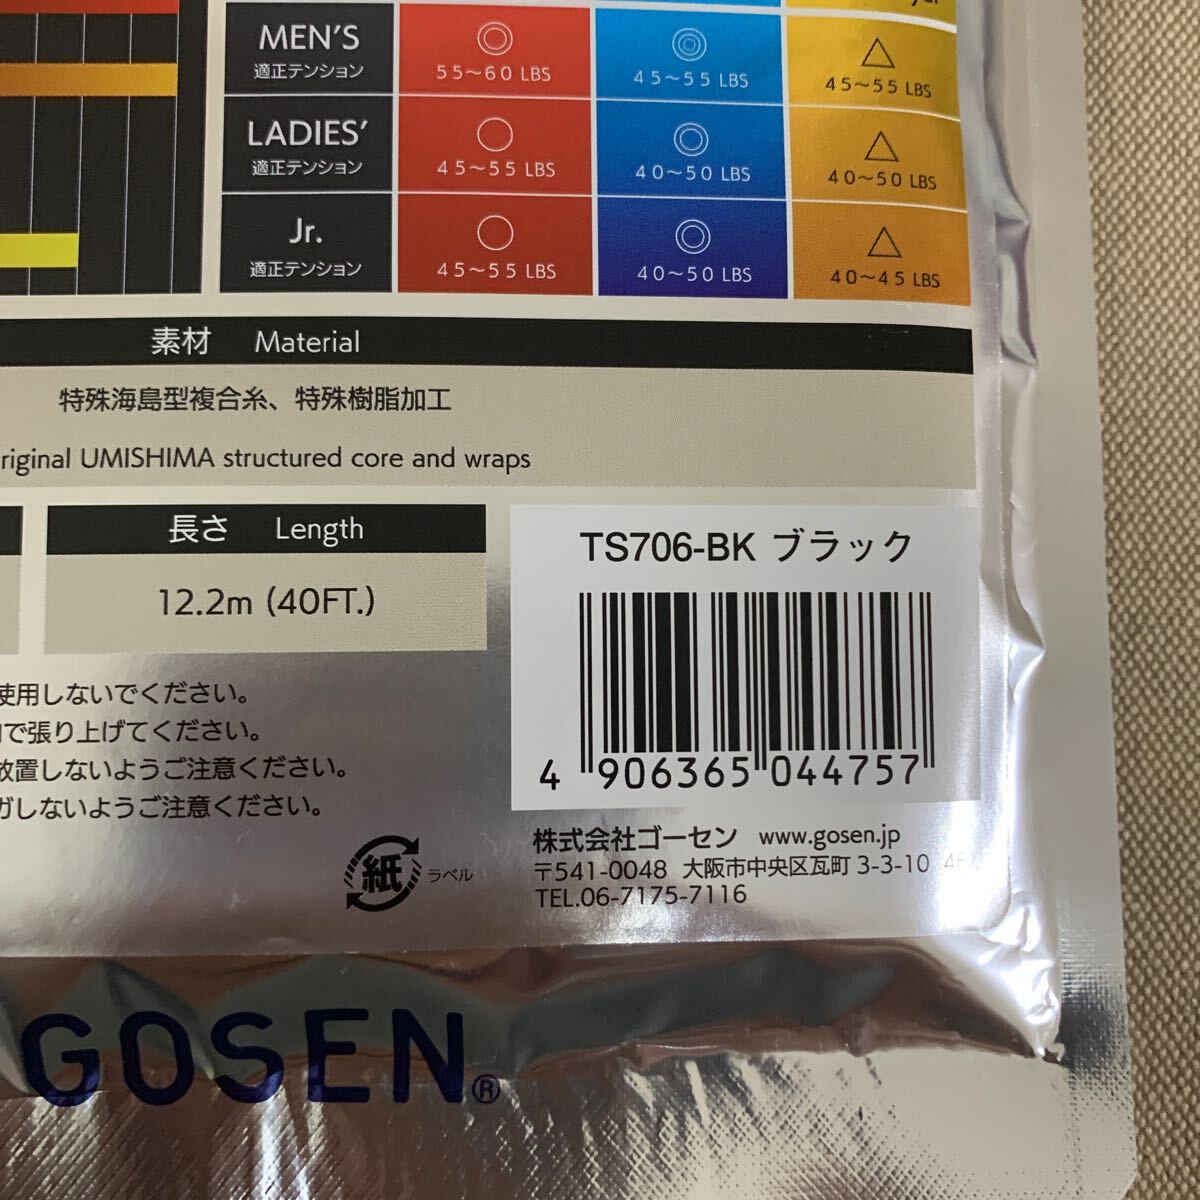 MEN'S
適正テンション
◎
55〜60 LBS
45〜55 LBS
△
45〜55 LBS
LADIES'
適正テンション
○
45〜55 LBS
◎
40〜50 LBS
△
40〜50 LBS
Jr.
適正テンション
○
45〜55 LBS
◎
40〜50 LBS
△
40〜45 LBS
素材 Material
特殊海島型複合糸、特殊樹脂加工
riginal UMISHIMA structured core and wraps
長さ Length
12.2m (40FT.)
TS706-BK ブラック
4 906365 044757
使用しないでください。
で張り上げてください。
放置しないようご注意ください。
ガしないようご注意ください。
紙 ラベル
株式会社ゴーセン www.gosen.jp
〒541-0048 大阪市中央区瓦町 3-3-10 4F
TEL.06-7175-7116
GOSEN®